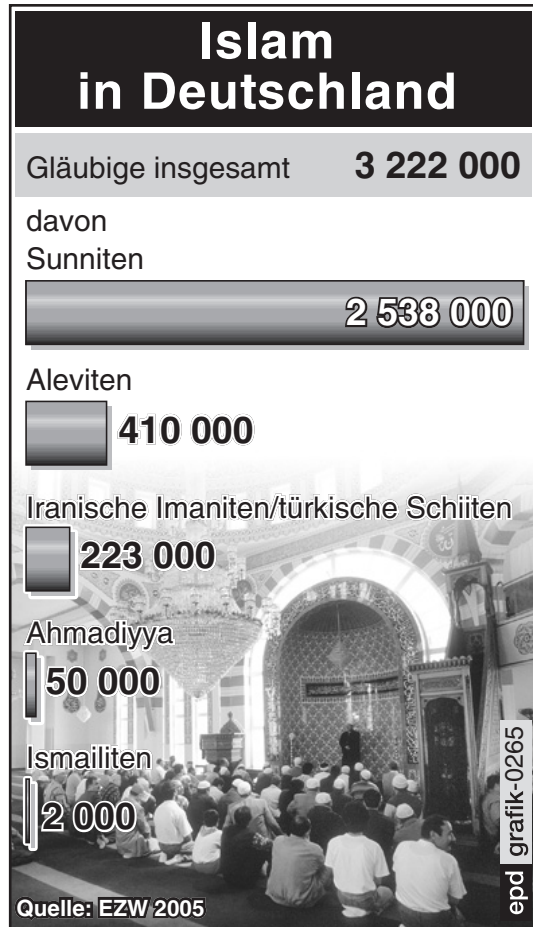 Islam
in Deutschland
Gläubige insgesamt 3 222 000
davon
Sunniten
2 538 000
Aleviten
410 000
Iranische Imaniten/türkische Schiiten
223 000
Ahmadiyya
50 000
Ismailiten
2 000
Quelle: EZW 2005
epd grafik-0265